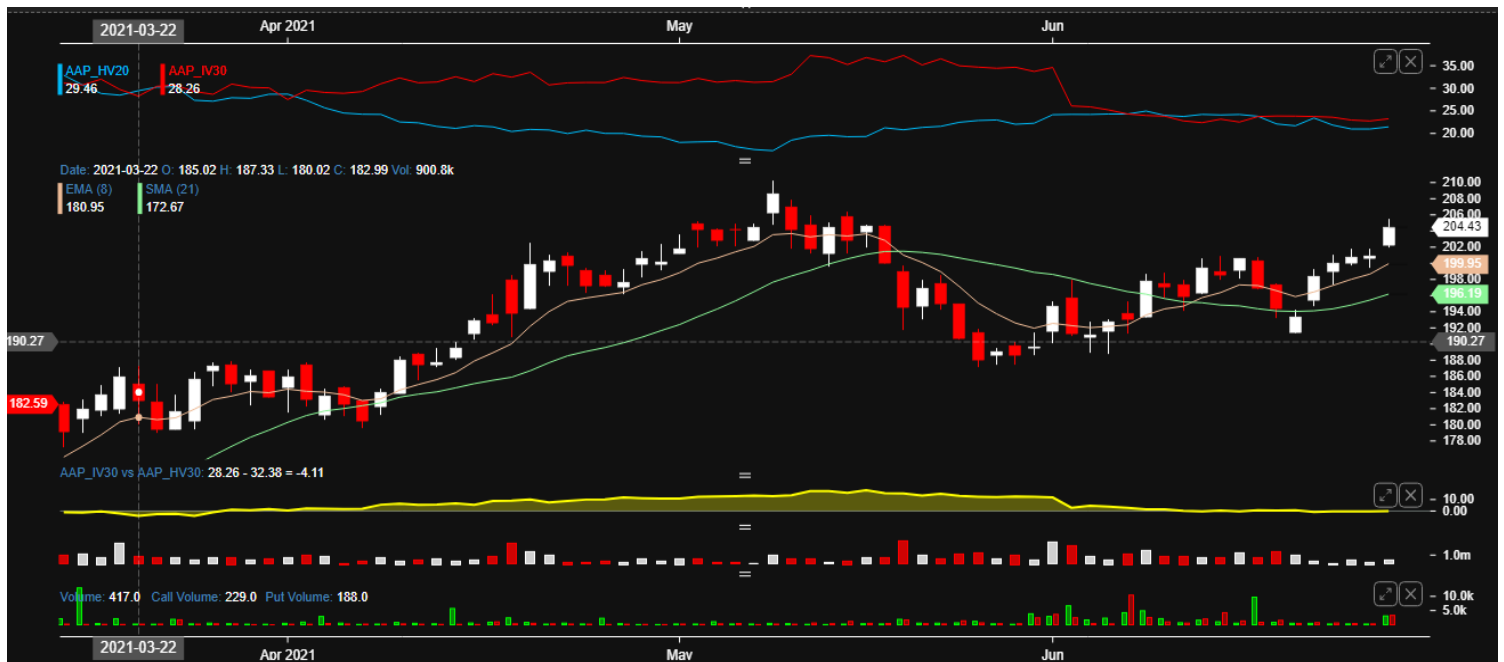 2021-03-22 Apr 2021 May Jun
AAP_HV20 AAP_IV30
29.46 28.26
35.00
30.00
25.00
20.00
Date: 2021-03-22 O: 185.02 H: 187.33 L: 180.02 C: 182.99 Vol: 900.8k
EMA (8) SMA (21)
180.95 172.67
210.00
208.00
206.00
204.43
202.00
199.95
198.00
196.19
194.00
192.00
190.27 190.27
188.00
186.00
184.00
182.59
182.00
180.00
178.00
AAP_IV30 vs AAP_HV30: 28.26 - 32.38 = -4.11
10.00
0.00
1.0m
Volume: 417.0 Call Volume: 229.0 Put Volume: 188.0
10.0k
5.0k
2021-03-22 Apr 2021 May Jun